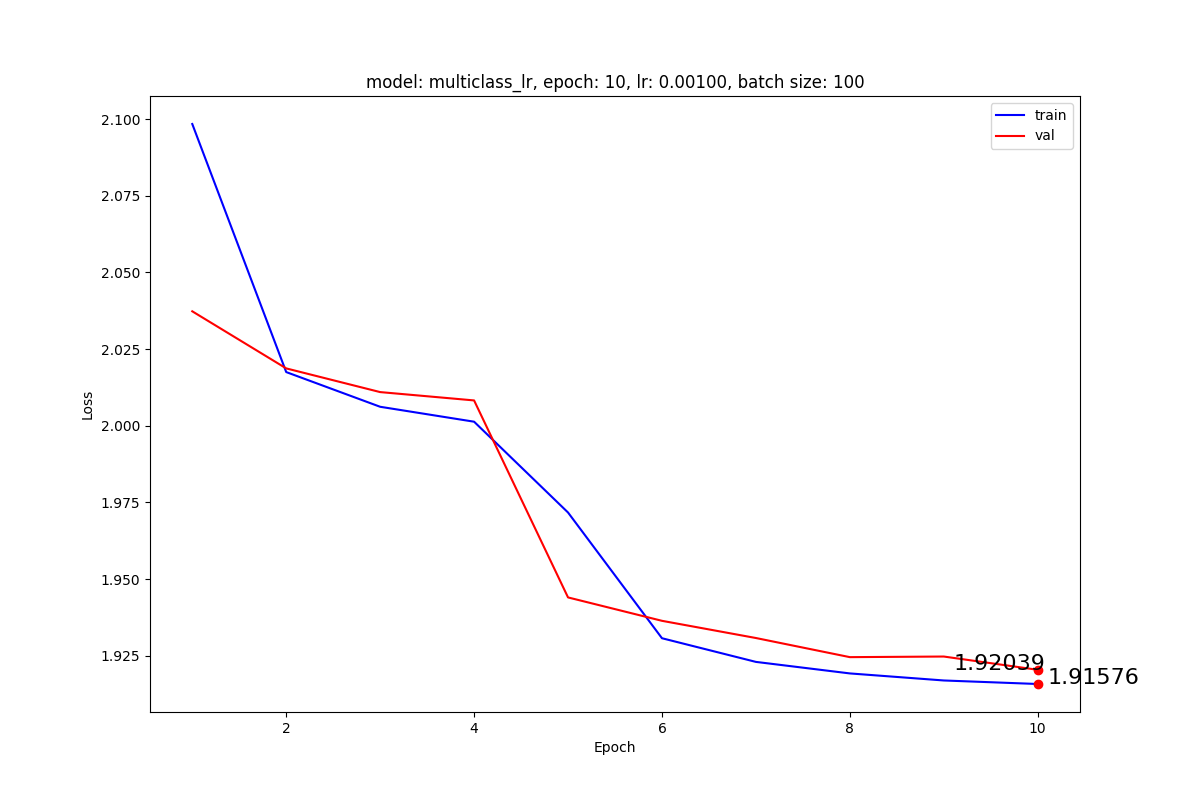 model: multiclass_lr, epoch: 10, lr: 0.00100, batch size: 100
train
val
2.100
2.075
2.050
2.025
2.000
1.975
1.950
1.925
Loss
1.92039
1.91576
2 4 6 8 10
Epoch